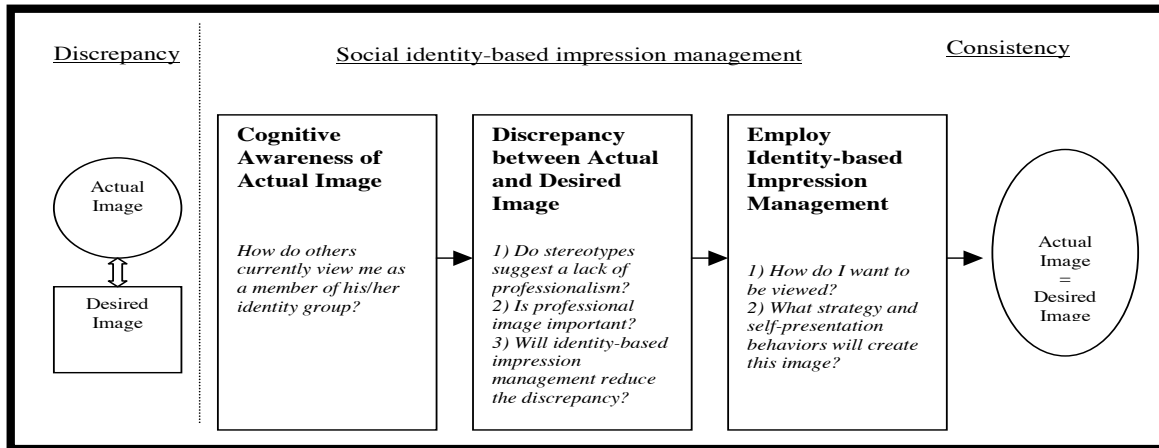 Discrepancy
Social identity-based impression management
Consistency
Actual
Image
Desired
Image
Cognitive
Awareness of
Actual Image
How do others
currently view me as
a member of his/her
identity group?
Discrepancy
between Actual
and Desired
Image
1) Do stereotypes
suggest a lack of
professionalism?
2) Is professional
image important?
3) Will identity-based
impression
management reduce
the discrepancy?
Employ
Identity-based
Impression
Management
1) How do I want to
be viewed?
2) What strategy and
self-presentation
behaviors will create
this image?
Actual
Image
=
Desired
Image